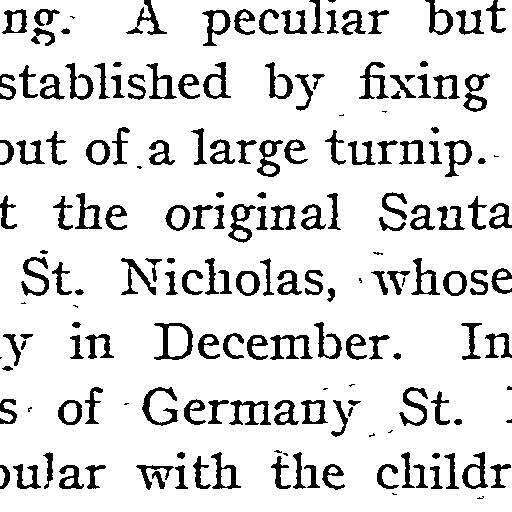 ng. A peculiar but
stablished by fixing
out of a large turnip.
t the original Santa
St. Nicholas, whose
y in December. In
s of Germany St.
pular with the childr